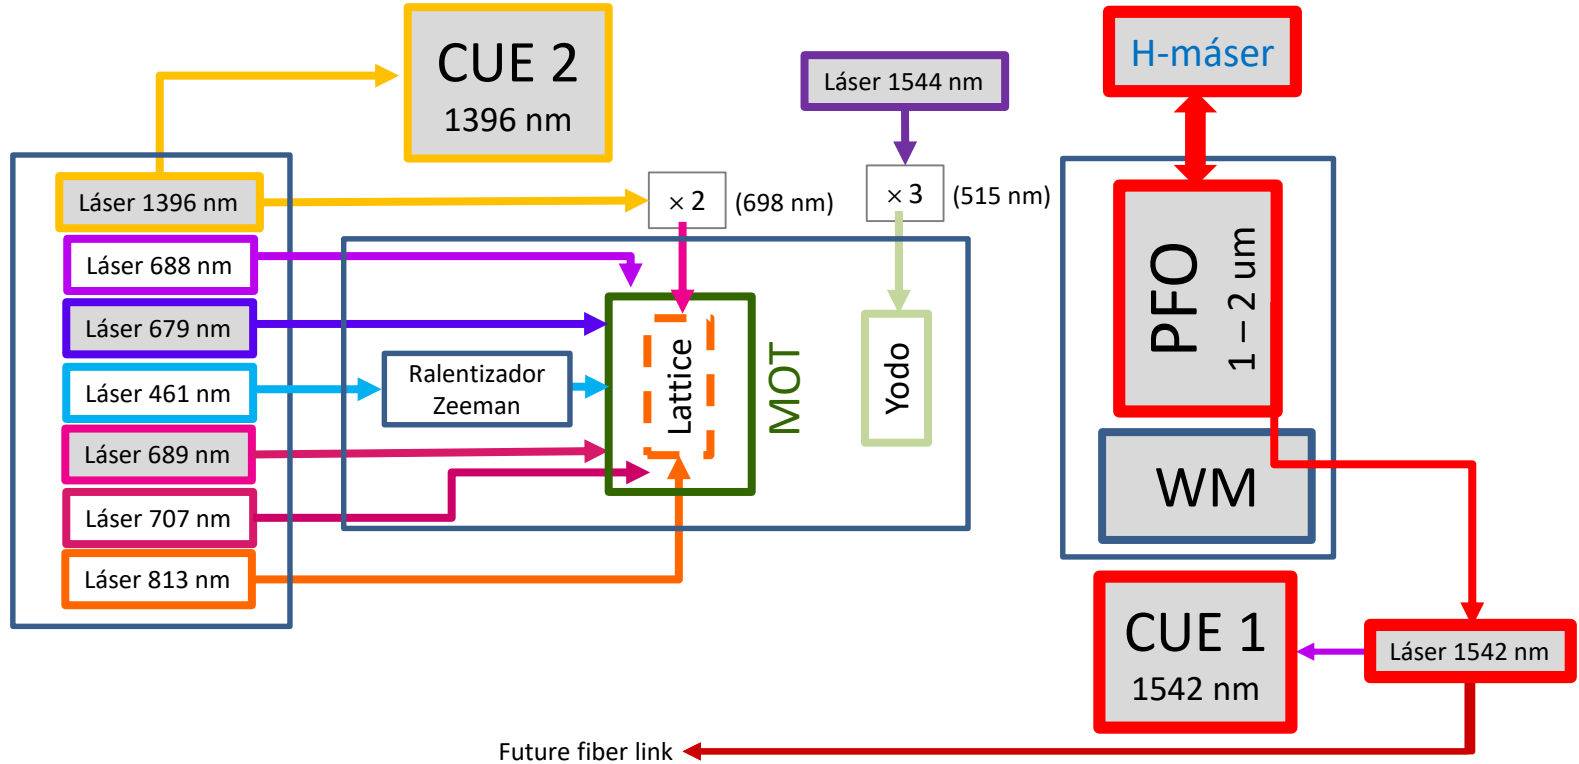 CUE 2
1396 nm
Láser 1544 nm
H-máser
Láser 1396 nm
× 2
(698 nm)
× 3
(515 nm)
Láser 688 nm
Láser 679 nm
Láser 461 nm
Láser 689 nm
Láser 707 nm
Láser 813 nm
Ralentizador
Zeeman
Lattice
MOT
Yodo
PFO
1 – 2 um
WM
CUE 1
1542 nm
Láser 1542 nm
Future fiber link